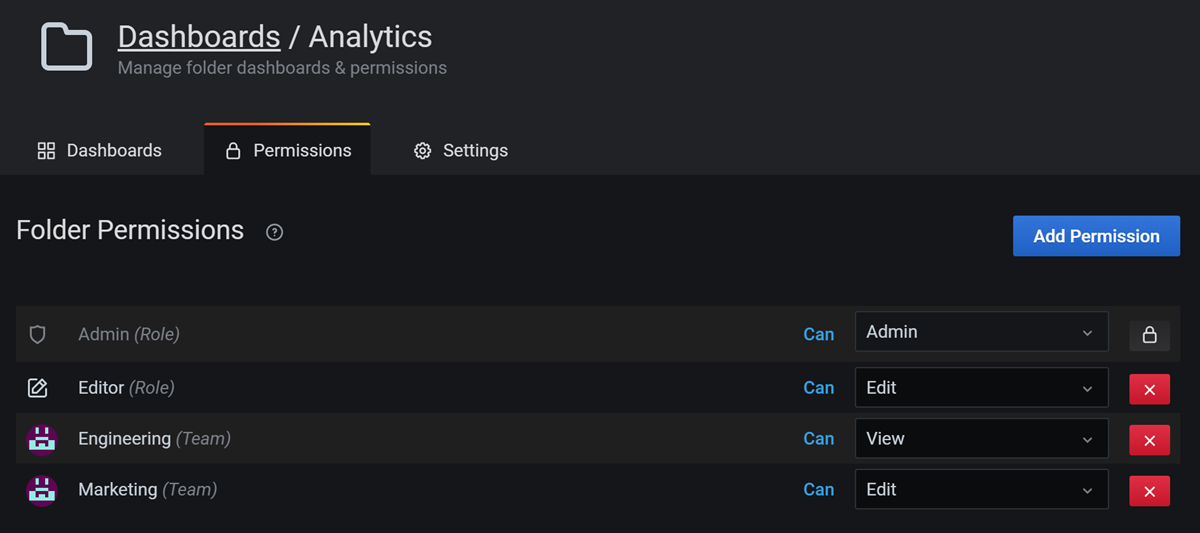 Dashboards / Analytics
Manage folder dashboards & permissions
Dashboards Permissions Settings
Folder Permissions
Add Permission
Admin (Role) Can Admin
Editor (Role) Can Edit
Engineering (Team) Can View
Marketing (Team) Can Edit